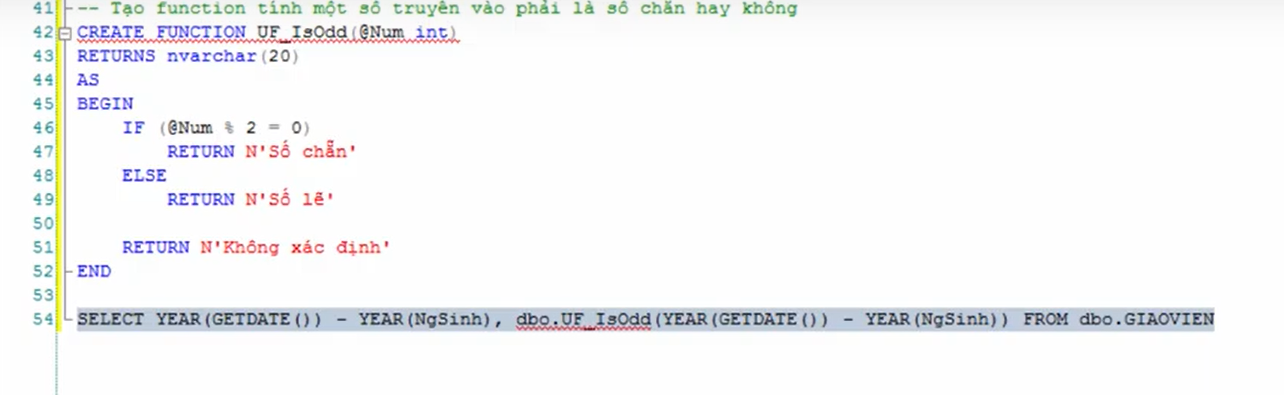 41 -- Tạo function tính một số truyền vào phải là số chẵn hay không
42 CREATE FUNCTION UF_IsOdd(@Num int)
43 RETURNS nvarchar(20)
44 AS
45 BEGIN
46 IF (@Num % 2 = 0)
47 RETURN N'Số chẵn'
48 ELSE
49 RETURN N'Số lẽ'
50
51 RETURN N'Không xác định'
52 END
53
54 SELECT YEAR(GETDATE()) - YEAR(NgSinh), dbo.UF_IsOdd(YEAR(GETDATE()) - YEAR(NgSinh)) FROM dbo.GIAOVIEN